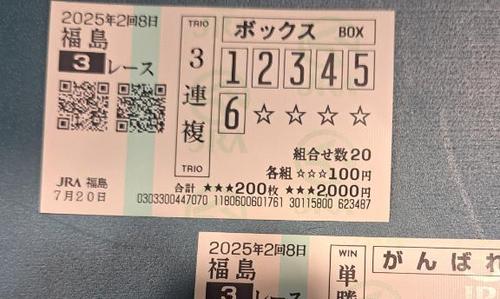 2025年2回8日
福島
3レース
JRA 福島
7月20日
TRIO
3連複
TRIO
ボックス BOX
1 2 3 4 5
6 ☆ ☆ ☆ ☆
組合せ数20
各組 ☆☆☆100円
合計 ★★★200枚 ★★★2,000円
0303300447070 1180600601761 30115800 623487
2025年2回8日
福島
3レース
WIN
単勝
がんばれ